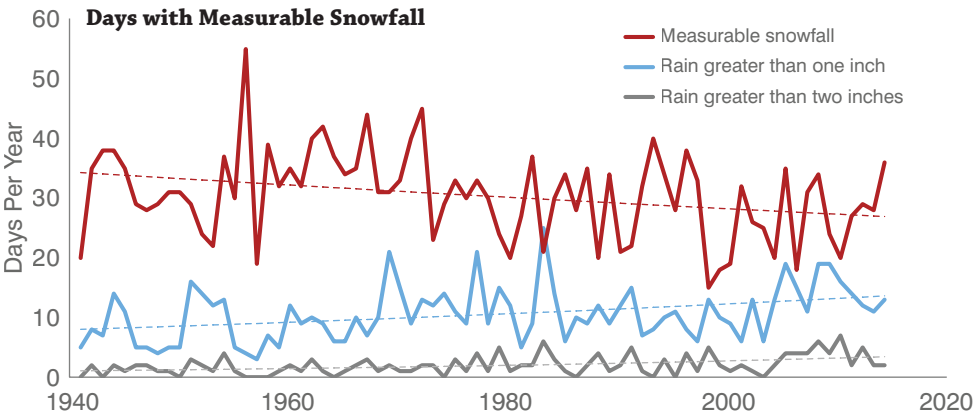 Days with Measurable Snowfall
Measurable snowfall
Rain greater than one inch
Rain greater than two inches
Days Per Year
60
50
40
30
20
10
0
1940
1960
1980
2000
2020